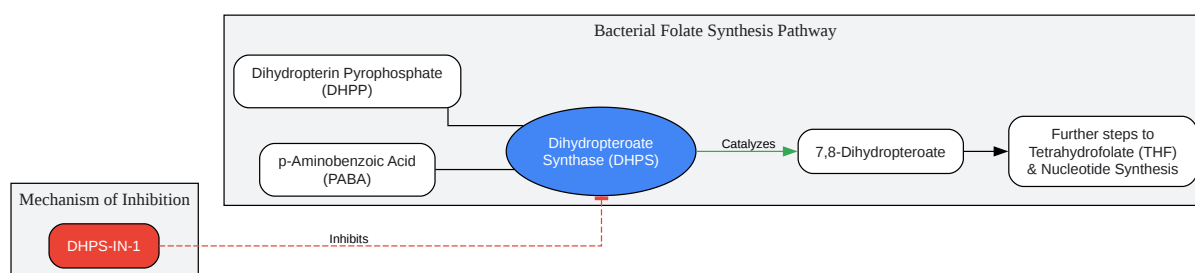 Bacterial Folate Synthesis Pathway
Dihydropterin Pyrophosphate
(DHPP)
p-Aminobenzoic Acid
(PABA)
Dihydropteroate
Synthase (DHPS)
Catalyzes
7,8-Dihydropteroate
Further steps to
Tetrahydrofolate (THF)
& Nucleotide Synthesis
Mechanism of Inhibition
DHPS-IN-1
Inhibits